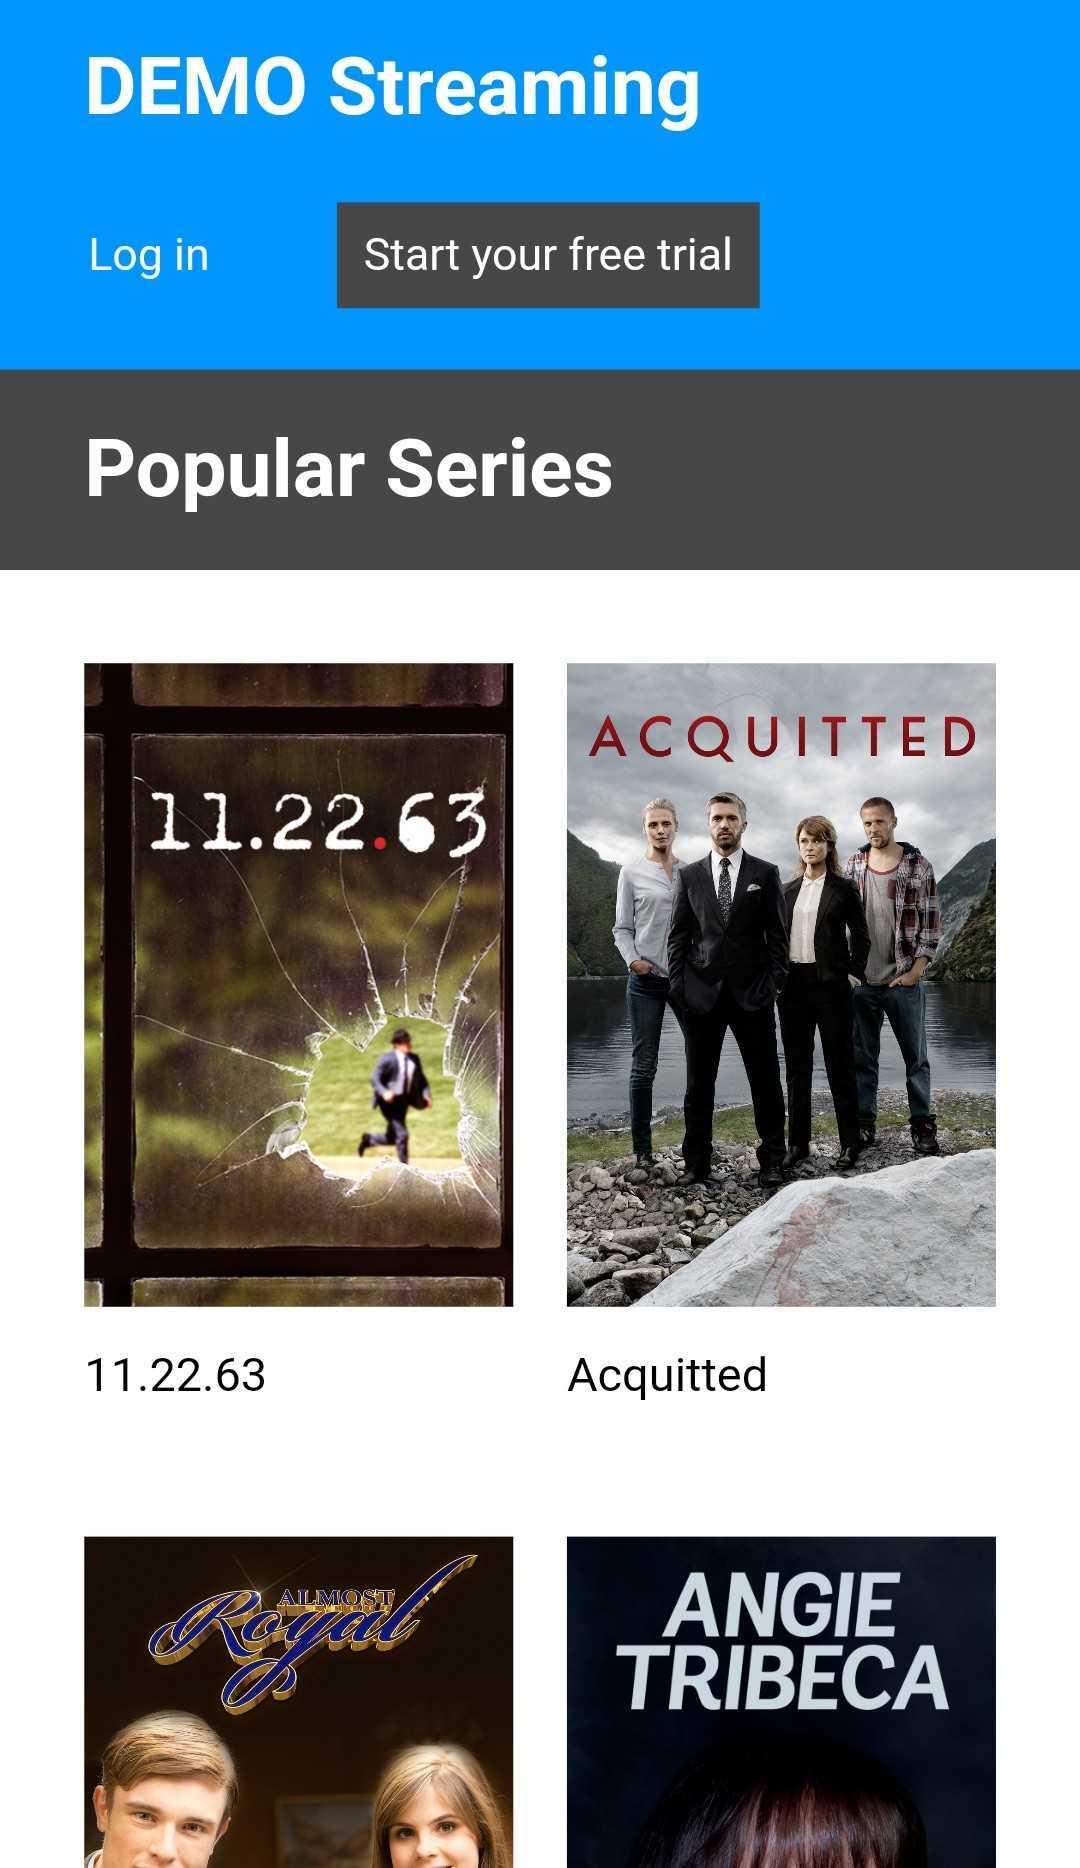 DEMO Streaming
Log in
Start your free trial
Popular Series
11.22.63
ACQUITTED
11.22.63
Acquitted
ALMOST
Royal
ANGIE
TRIBECA